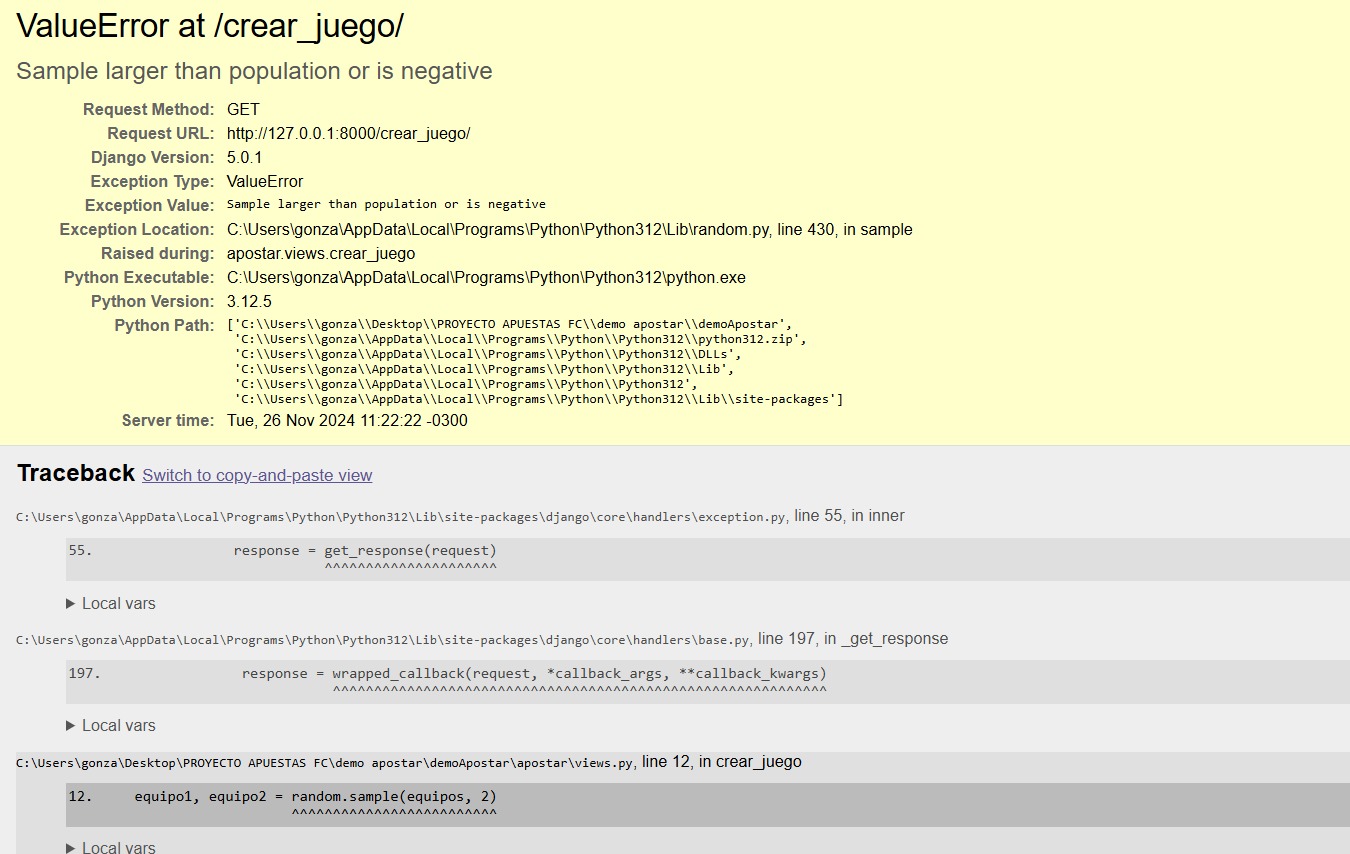 ValueError at /crear_juego/
Sample larger than population or is negative
Request Method: GET
Request URL: http://127.0.0.1:8000/crear_juego/
Django Version: 5.0.1
Exception Type: ValueError
Exception Value: Sample larger than population or is negative
Exception Location: C:\Users\gonza\AppData\Local\Programs\Python\Python312\Lib\random.py, line 430, in sample
Raised during: apostar.views.crear_juego
Python Executable: C:\Users\gonza\AppData\Local\Programs\Python\Python312\python.exe
Python Version: 3.12.5
Python Path: ['C:\\Users\\gonza\\Desktop\\PROYECTO APUESTAS FC\\demo apostar\\demoApostar',
'C:\\Users\\gonza\\AppData\\Local\\Programs\\Python\\Python312\\python312.zip',
'C:\\Users\\gonza\\AppData\\Local\\Programs\\Python\\Python312\\DLLs',
'C:\\Users\\gonza\\AppData\\Local\\Programs\\Python\\Python312\\Lib',
'C:\\Users\\gonza\\AppData\\Local\\Programs\\Python\\Python312',
'C:\\Users\\gonza\\AppData\\Local\\Programs\\Python\\Python312\\Lib\\site-packages']
Server time: Tue, 26 Nov 2024 11:22:22 -0300
Traceback Switch to copy-and-paste view
C:\Users\gonza\AppData\Local\Programs\Python\Python312\Lib\site-packages\django\core\handlers\exception.py, line 55, in inner
55. response = get_response(request)
^^^^^^^^^^^^^^^^^^^^^
▶ Local vars
C:\Users\gonza\AppData\Local\Programs\Python\Python312\Lib\site-packages\django\core\handlers\base.py, line 197, in _get_response
197. response = wrapped_callback(request, *callback_args, **callback_kwargs)
^^^^^^^^^^^^^^^^^^^^^^^^^^^^^^^^^^^^^^^^^^^^^^^^^^^^^^^^^^^^
▶ Local vars
C:\Users\gonza\Desktop\PROYECTO APUESTAS FC\demo apostar\demoApostar\apostar\views.py, line 12, in crear_juego
12. equipo1, equipo2 = random.sample(equipos, 2)
^^^^^^^^^^^^^^^^^^^^^^^^^
▶ Local vars